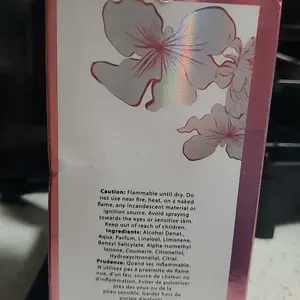 Caution: Flammable until dry. Do
not use near fire, heat, on a naked
flame, any incandescent material or
ignition source. Avoid spraying
towards the eyes or sensitive skin.
Keep out of reach of children.
Ingredients: Alcohol Denat.,
Aqua, Parfum, Linalool, Limonene,
Benzyl Salicylate, Alpha-Isomethyl
Ionone, Coumarin, Citronellol,
Hydroxycitronellal, Citral.
Prudence: Quand sec inflammable.
N'utilisez pas à proximité de flamme
nue, d'un feu, source de chaleur ou
d'inflammation. Eviter de pulvériser
près des yeux ou de la
peau sensible. Garder hors de
portée d'enfants